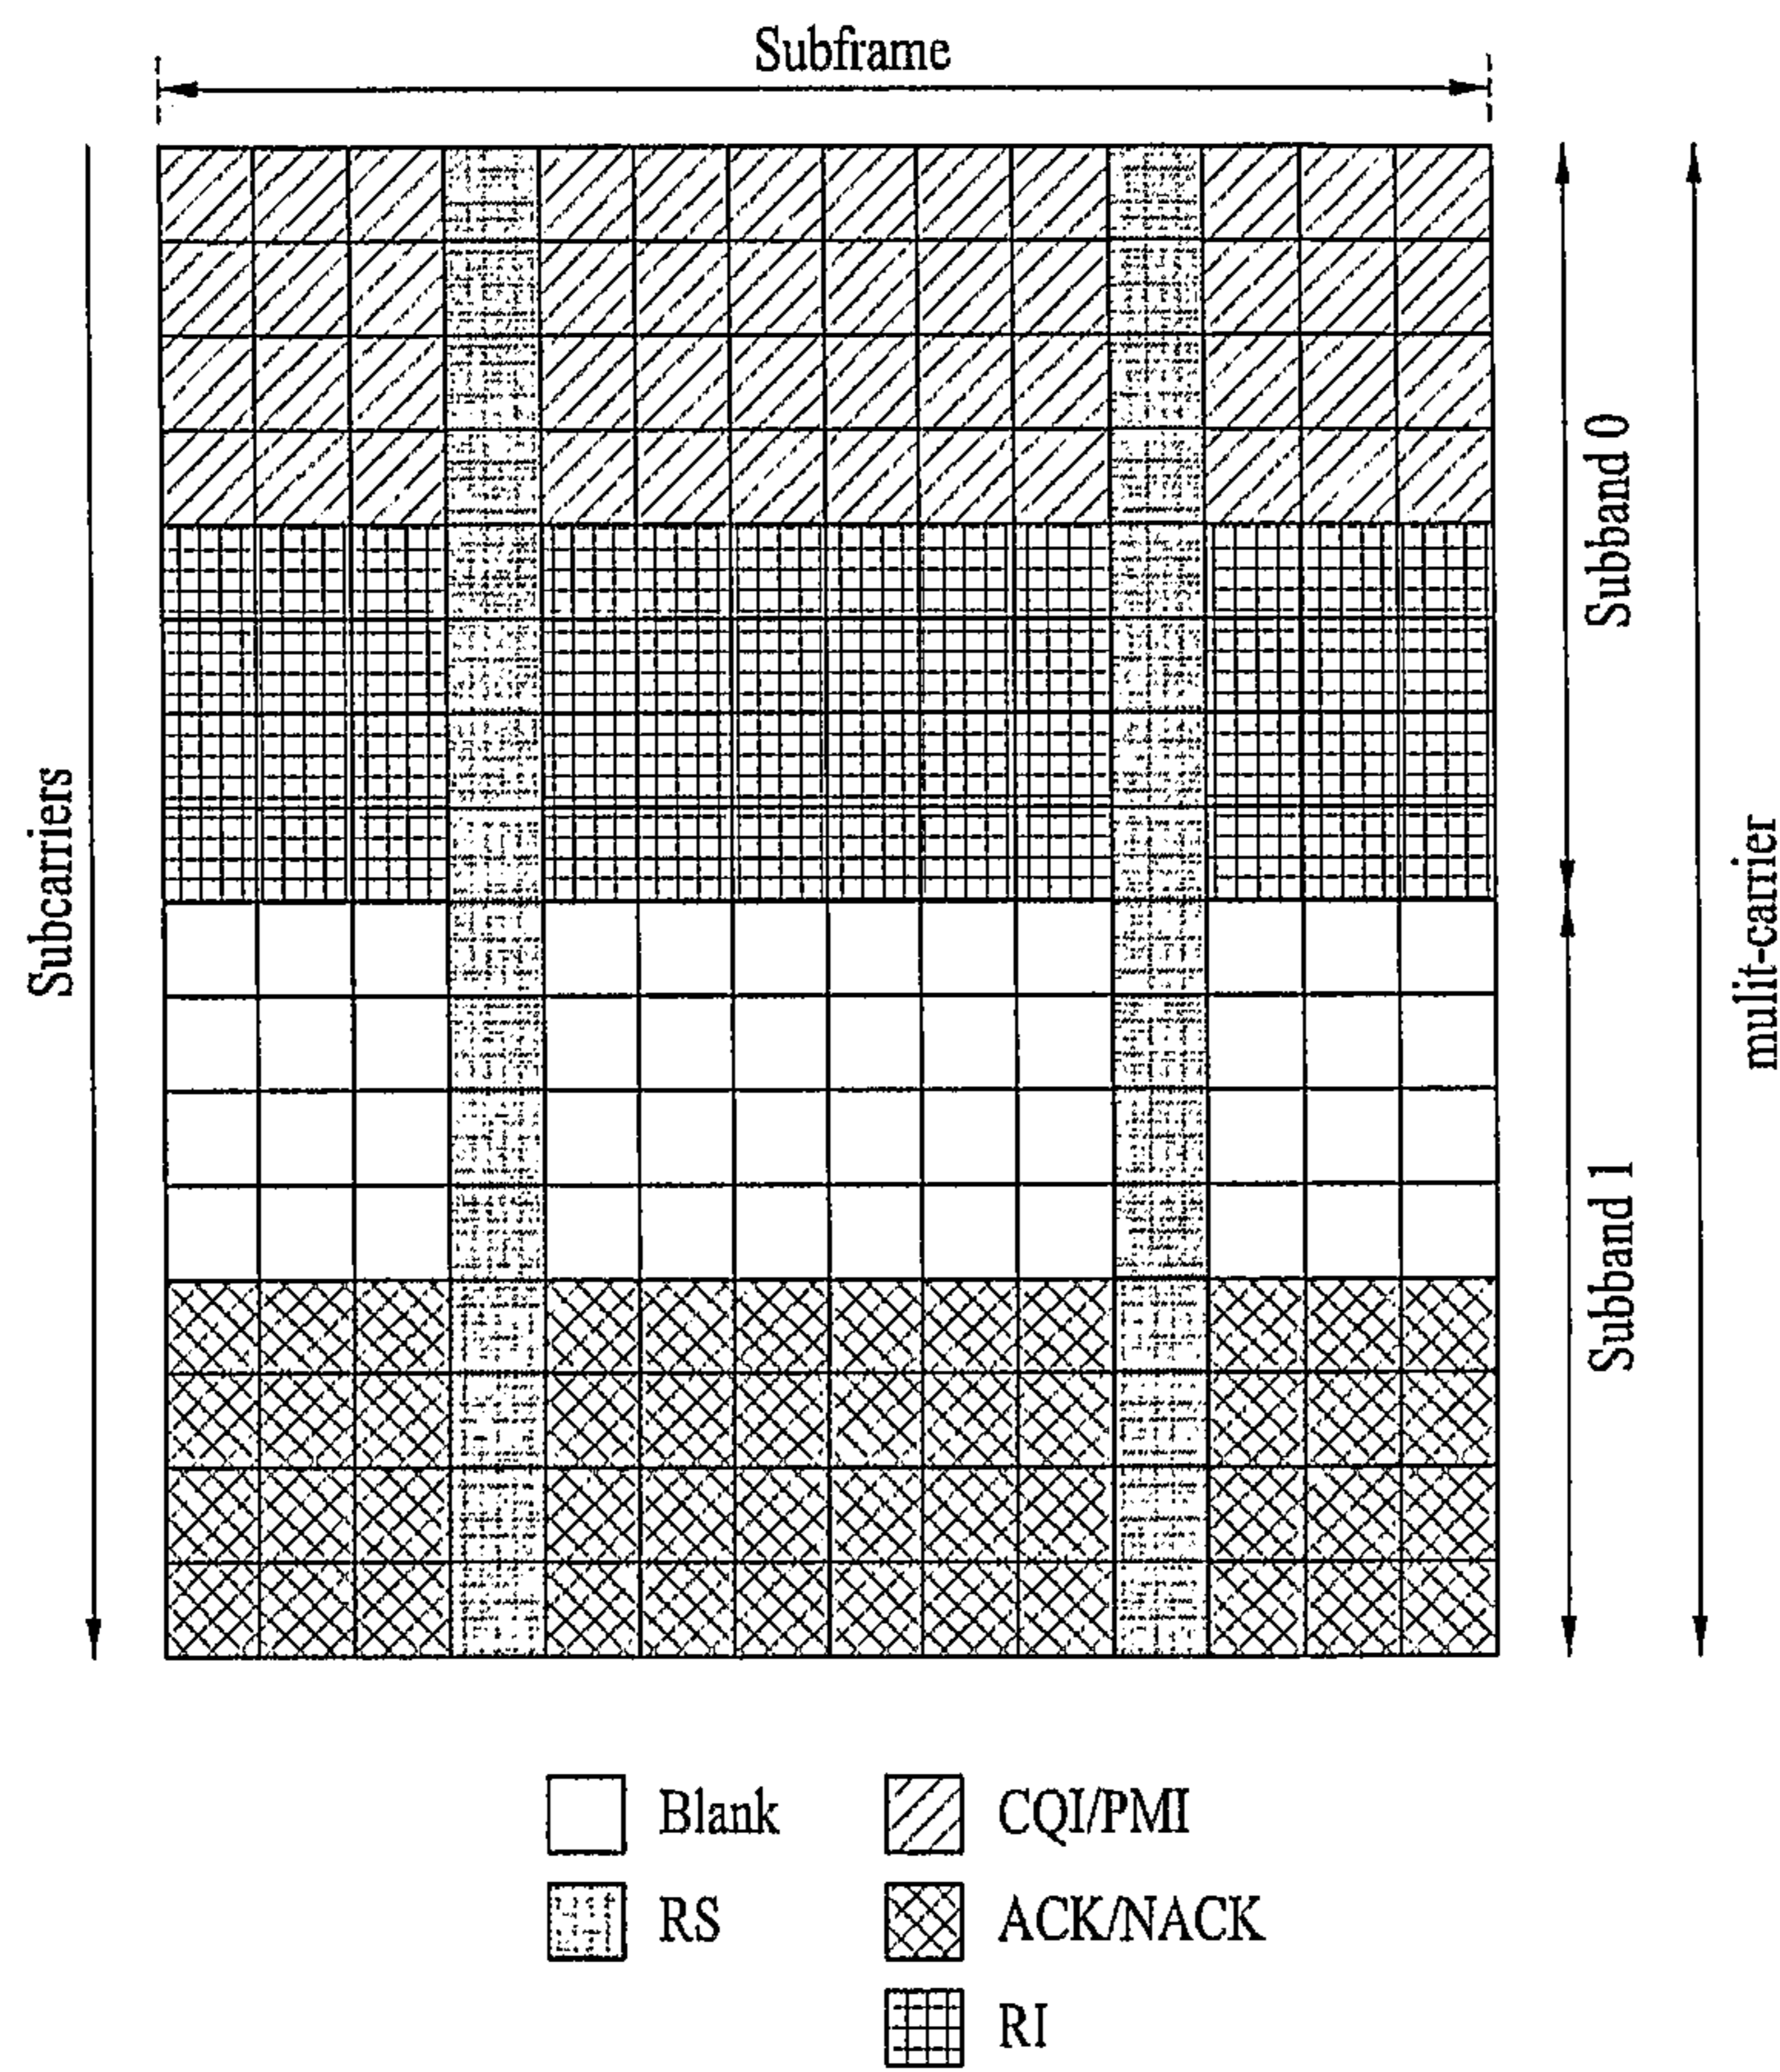 Subframe
Subcarriers
Subband 0
Subband 1
mulit-carrier
Blank
CQI/PMI
RS
ACK/NACK
RI